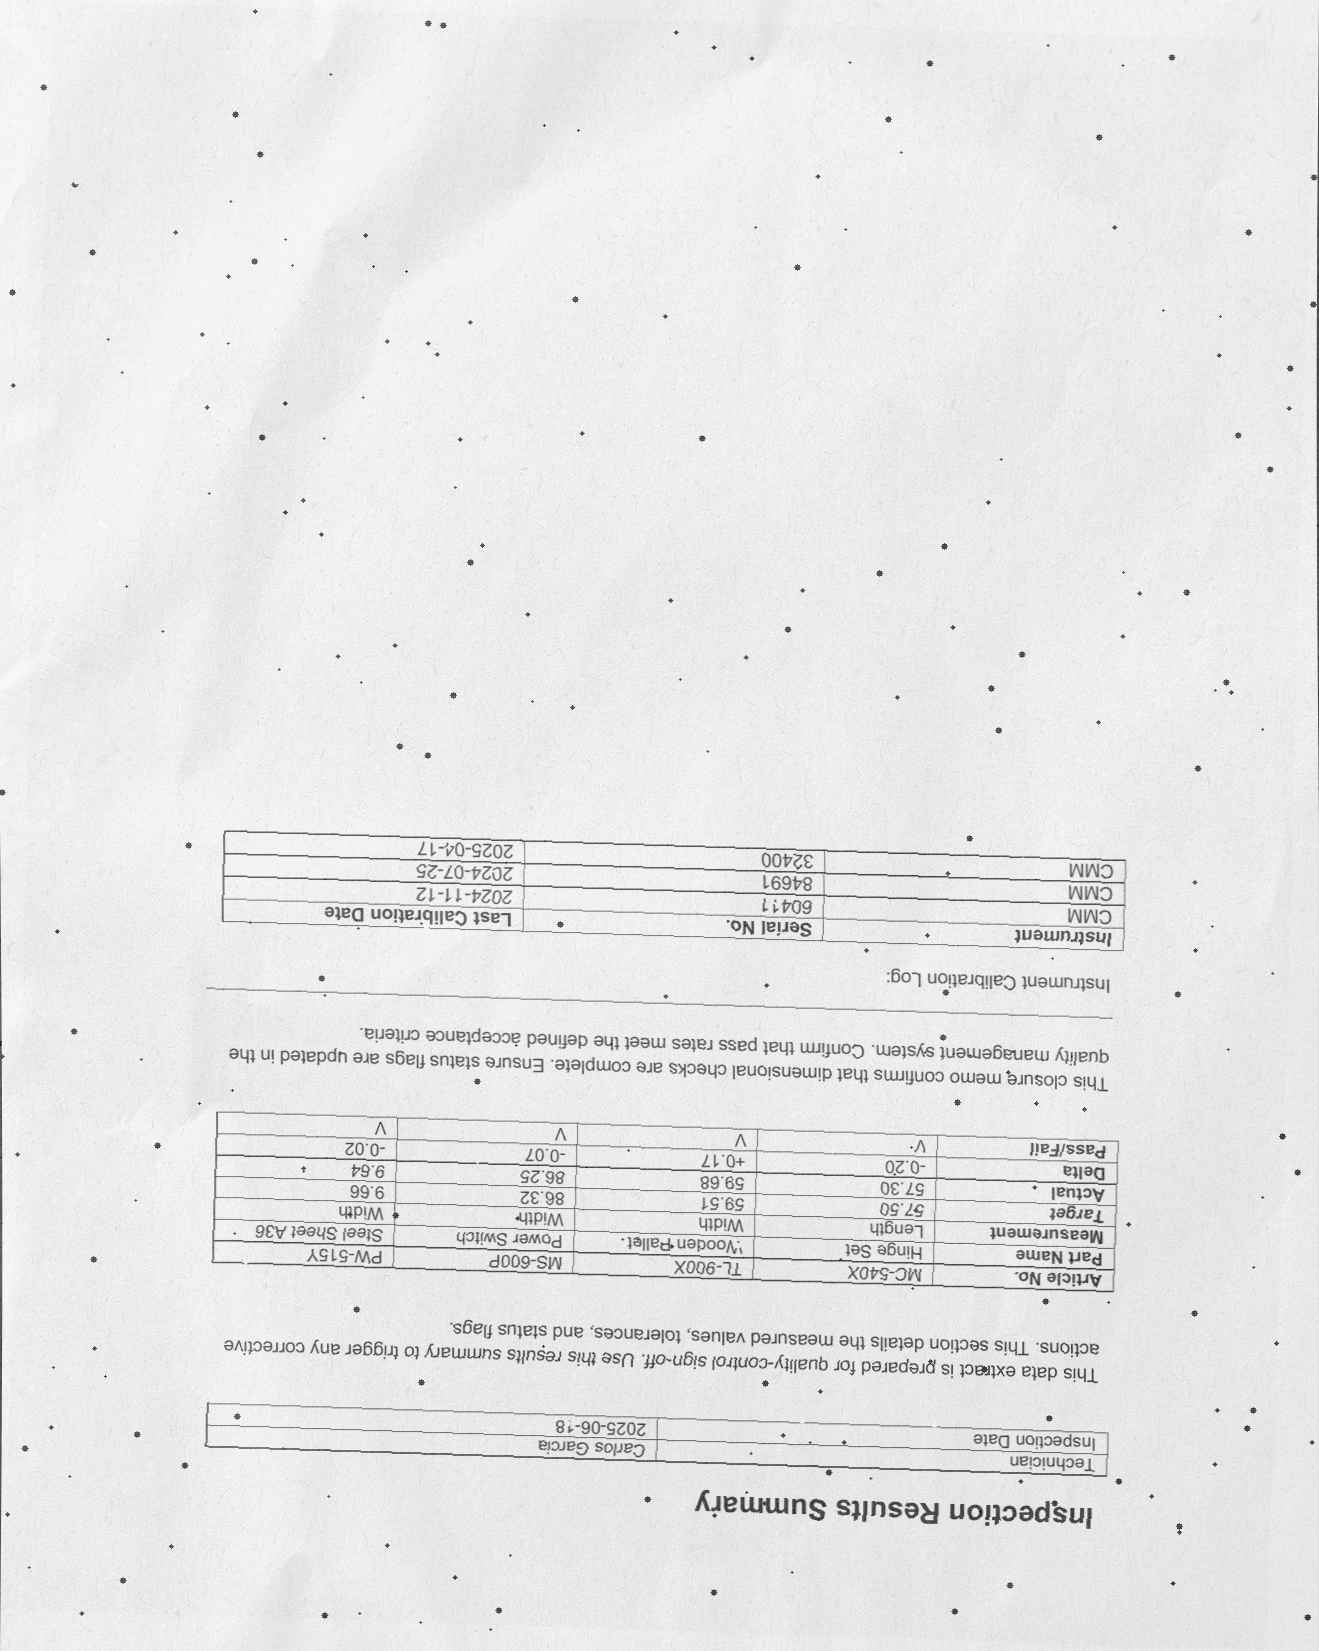 Inspection Results Summary
Technician Carlos Garcia
Inspection Date 2025-06-18
This data extract is prepared for quality-control sign-off. Use this results summary to trigger any corrective
actions. This section details the measured values, tolerances, and status flags.
Article No. MC-540X TL-900X MS-600P PW-515Y
Part Name Hinge Set Wooden Pallet Power Switch Steel Sheet A36
Measurement Length Width Width Width
Target 57.50 59.51 86.32 9.66
Actual 57.30 59.68 86.25 9.64
Delta -0.20 +0.17 -0.07 -0.02
Pass/Fail V V V V
This closure memo confirms that dimensional checks are complete. Ensure status flags are updated in the
quality management system. Confirm that pass rates meet the defined acceptance criteria.
Instrument Calibration Log:
Instrument Serial No. Last Calibration Date
CMM 60411 2024-11-12
CMM 84691 2024-07-25
CMM 32400 2025-04-17